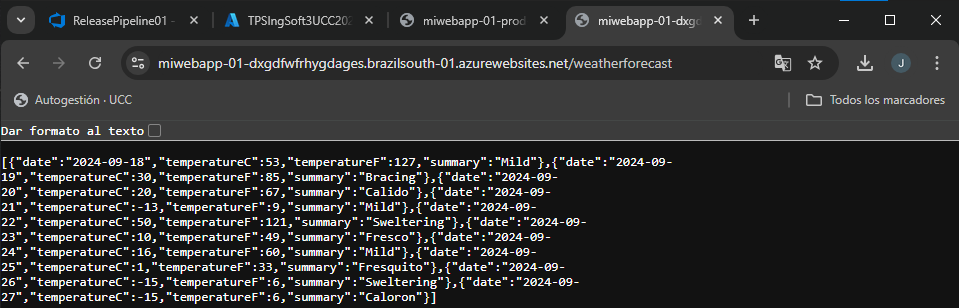 ReleasePipeline01 -
TPSIngSoft3UCC202
miwebapp-01-prod
miwebapp-01-dxgd
miwebapp-01-dxgdfwfrhygdages.brazilsouth-01.azurewebsites.net/weatherforecast
J
Autogestión · UCC
Todos los marcadores
Dar formato al texto
[{"date":"2024-09-18","temperatureC":53,"temperatureF":127,"summary":"Mild"},{"date":"2024-09-
19","temperatureC":30,"temperatureF":85,"summary":"Bracing"},{"date":"2024-09-
20","temperatureC":20,"temperatureF":67,"summary":"Calido"},{"date":"2024-09-
21","temperatureC":-13,"temperatureF":9,"summary":"Mild"},{"date":"2024-09-
22","temperatureC":50,"temperatureF":121,"summary":"Sweltering"},{"date":"2024-09-
23","temperatureC":10,"temperatureF":49,"summary":"Fresco"},{"date":"2024-09-
24","temperatureC":16,"temperatureF":60,"summary":"Mild"},{"date":"2024-09-
25","temperatureC":1,"temperatureF":33,"summary":"Fresquito"},{"date":"2024-09-
26","temperatureC":-15,"temperatureF":6,"summary":"Sweltering"},{"date":"2024-09-
27","temperatureC":-15,"temperatureF":6,"summary":"Caloron"}]